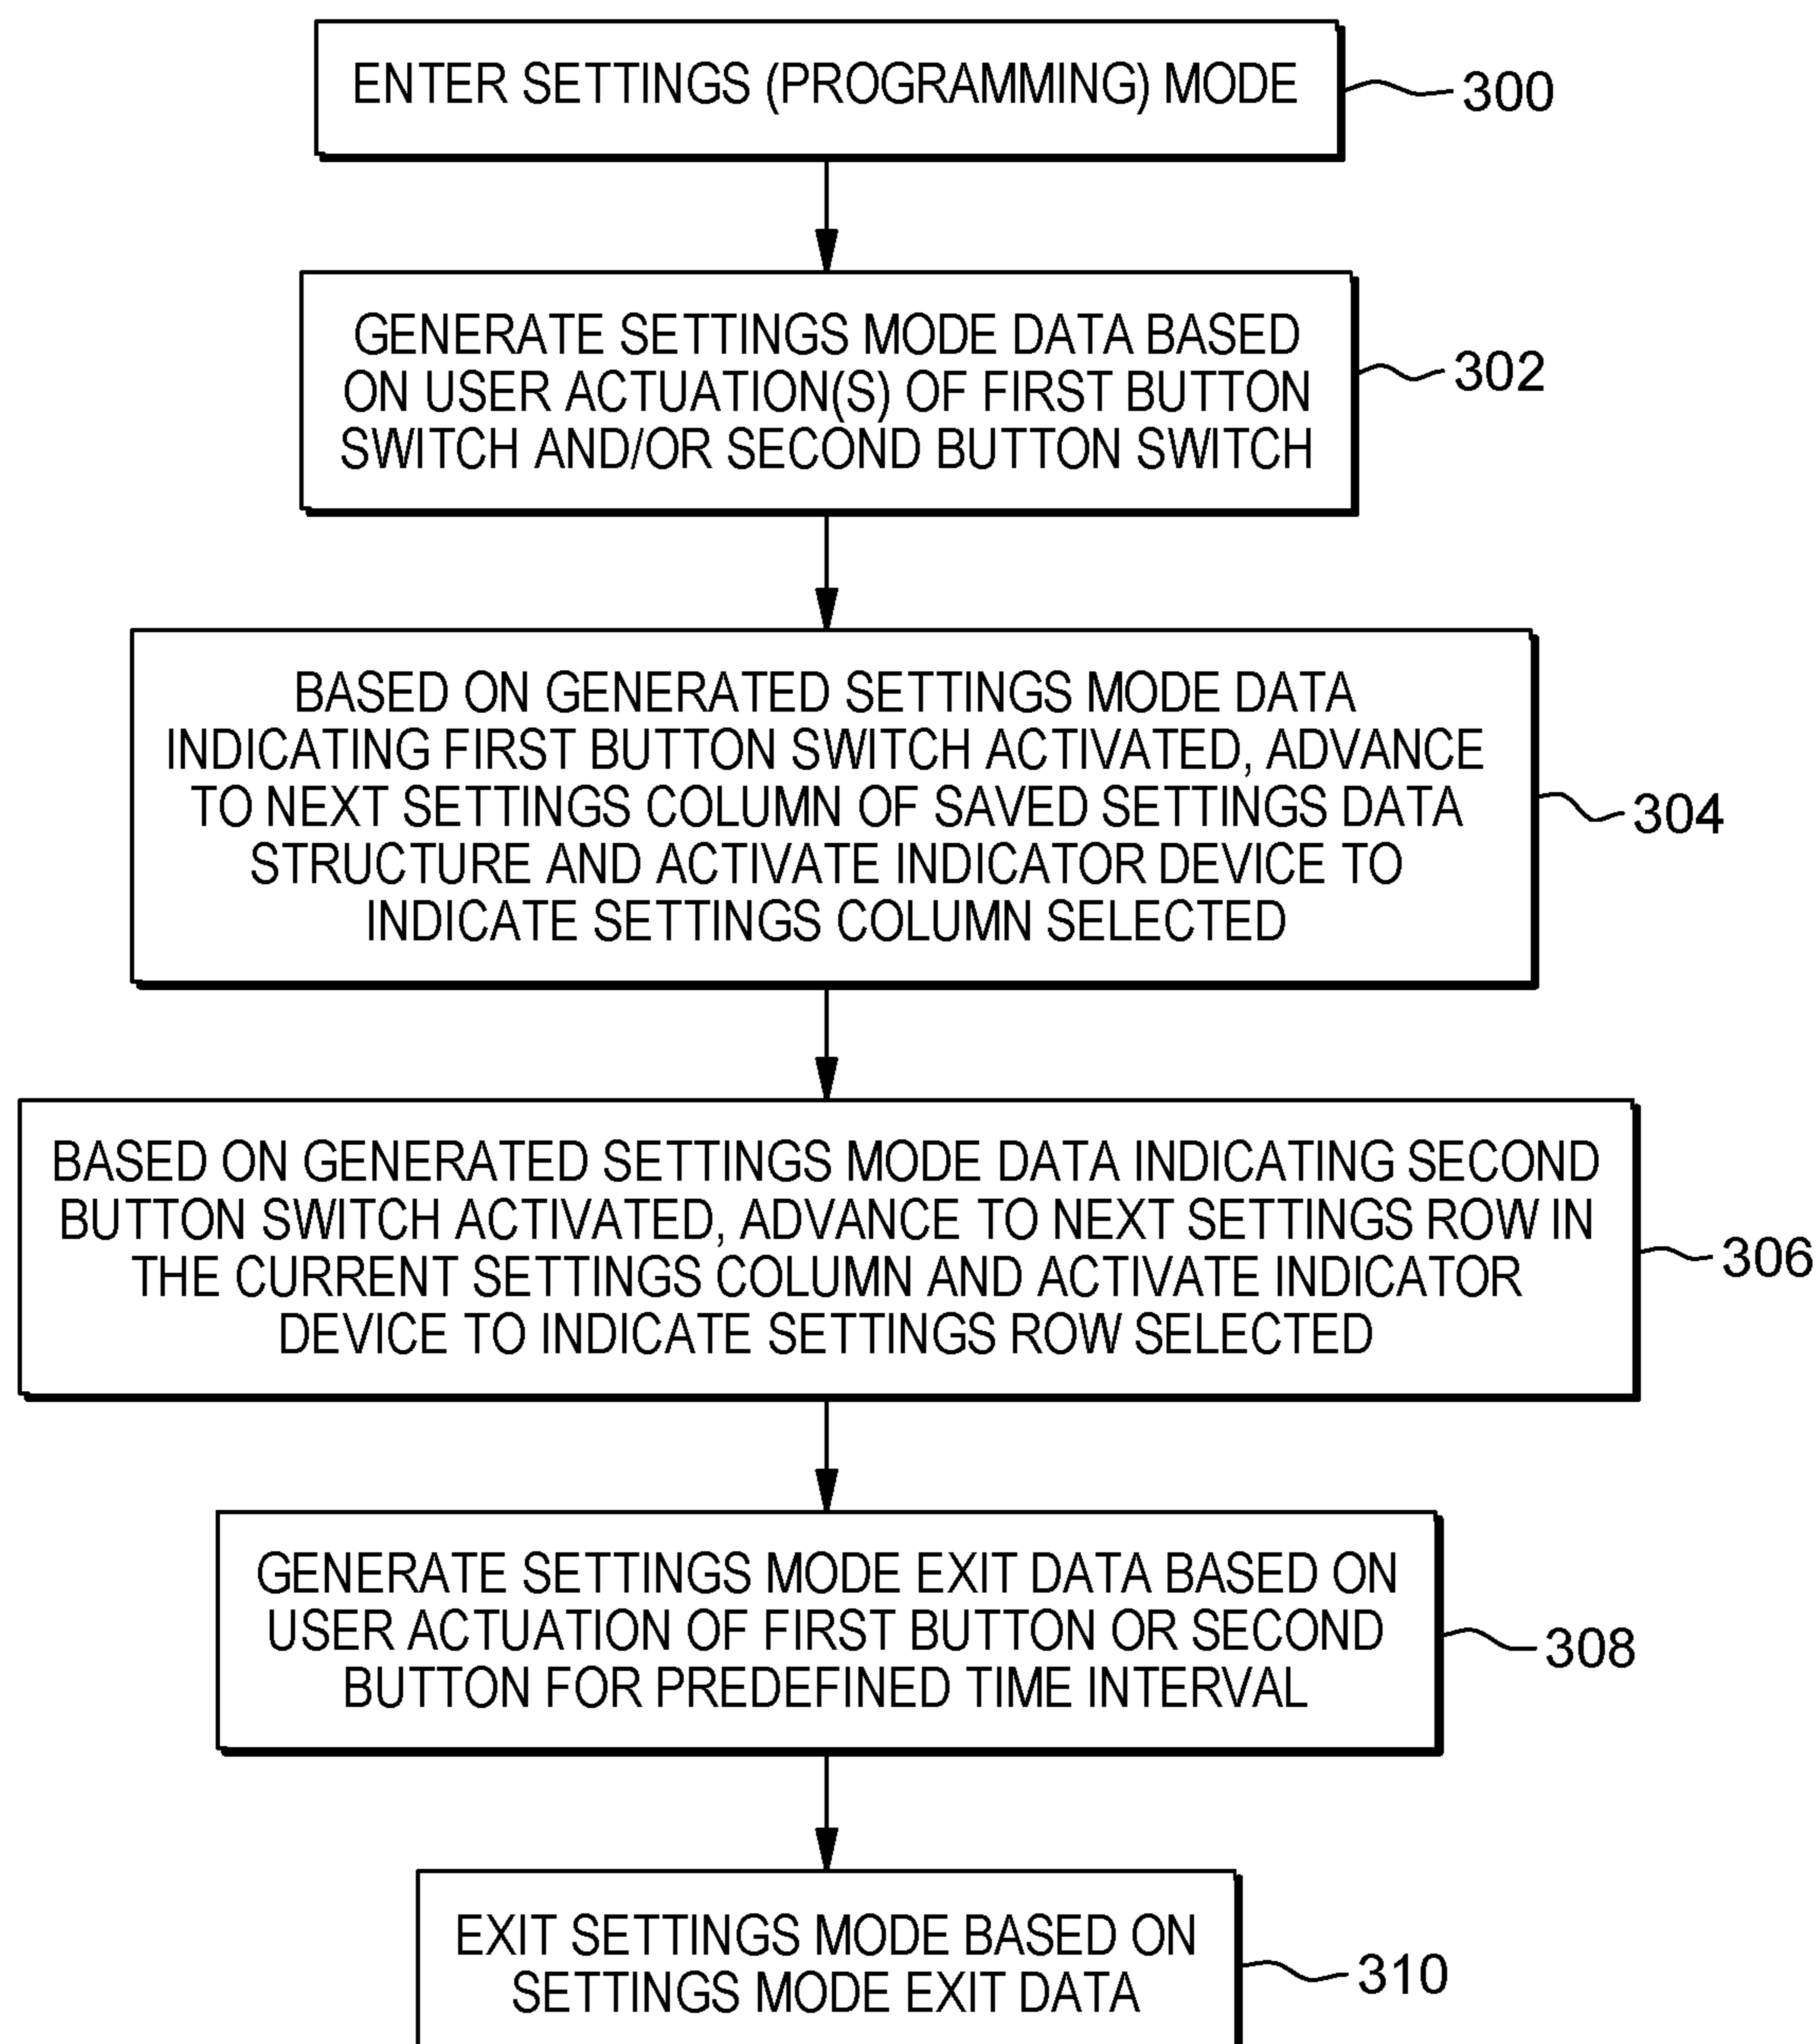 ENTER SETTINGS (PROGRAMMING) MODE
300
GENERATE SETTINGS MODE DATA BASED
ON USER ACTUATION(S) OF FIRST BUTTON
SWITCH AND/OR SECOND BUTTON SWITCH
302
BASED ON GENERATED SETTINGS MODE DATA
INDICATING FIRST BUTTON SWITCH ACTIVATED, ADVANCE
TO NEXT SETTINGS COLUMN OF SAVED SETTINGS DATA
STRUCTURE AND ACTIVATE INDICATOR DEVICE TO
INDICATE SETTINGS COLUMN SELECTED
304
BASED ON GENERATED SETTINGS MODE DATA INDICATING SECOND
BUTTON SWITCH ACTIVATED, ADVANCE TO NEXT SETTINGS ROW IN
THE CURRENT SETTINGS COLUMN AND ACTIVATE INDICATOR
DEVICE TO INDICATE SETTINGS ROW SELECTED
306
GENERATE SETTINGS MODE EXIT DATA BASED ON
USER ACTUATION OF FIRST BUTTON OR SECOND
BUTTON FOR PREDEFINED TIME INTERVAL
308
EXIT SETTINGS MODE BASED ON
SETTINGS MODE EXIT DATA
310